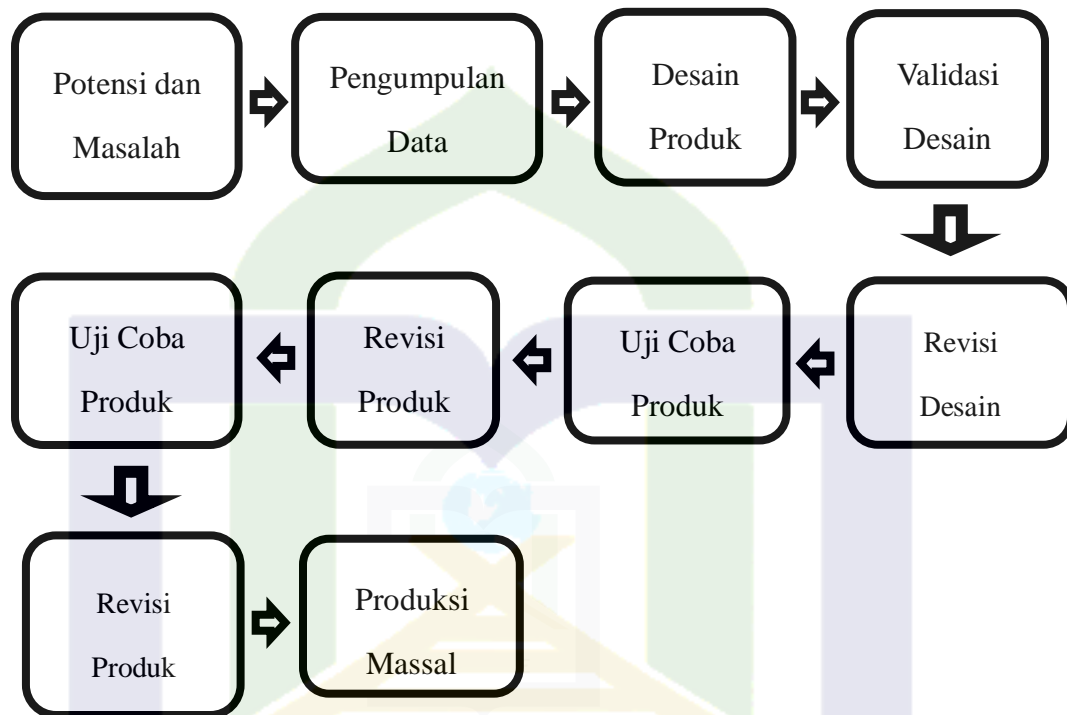 Potensi dan
Masalah
Pengumpulan
Data
Desain
Produk
Validasi
Desain
Revisi
Desain
Uji Coba
Produk
Revisi
Produk
Uji Coba
Produk
Revisi
Produk
Produksi
Massal